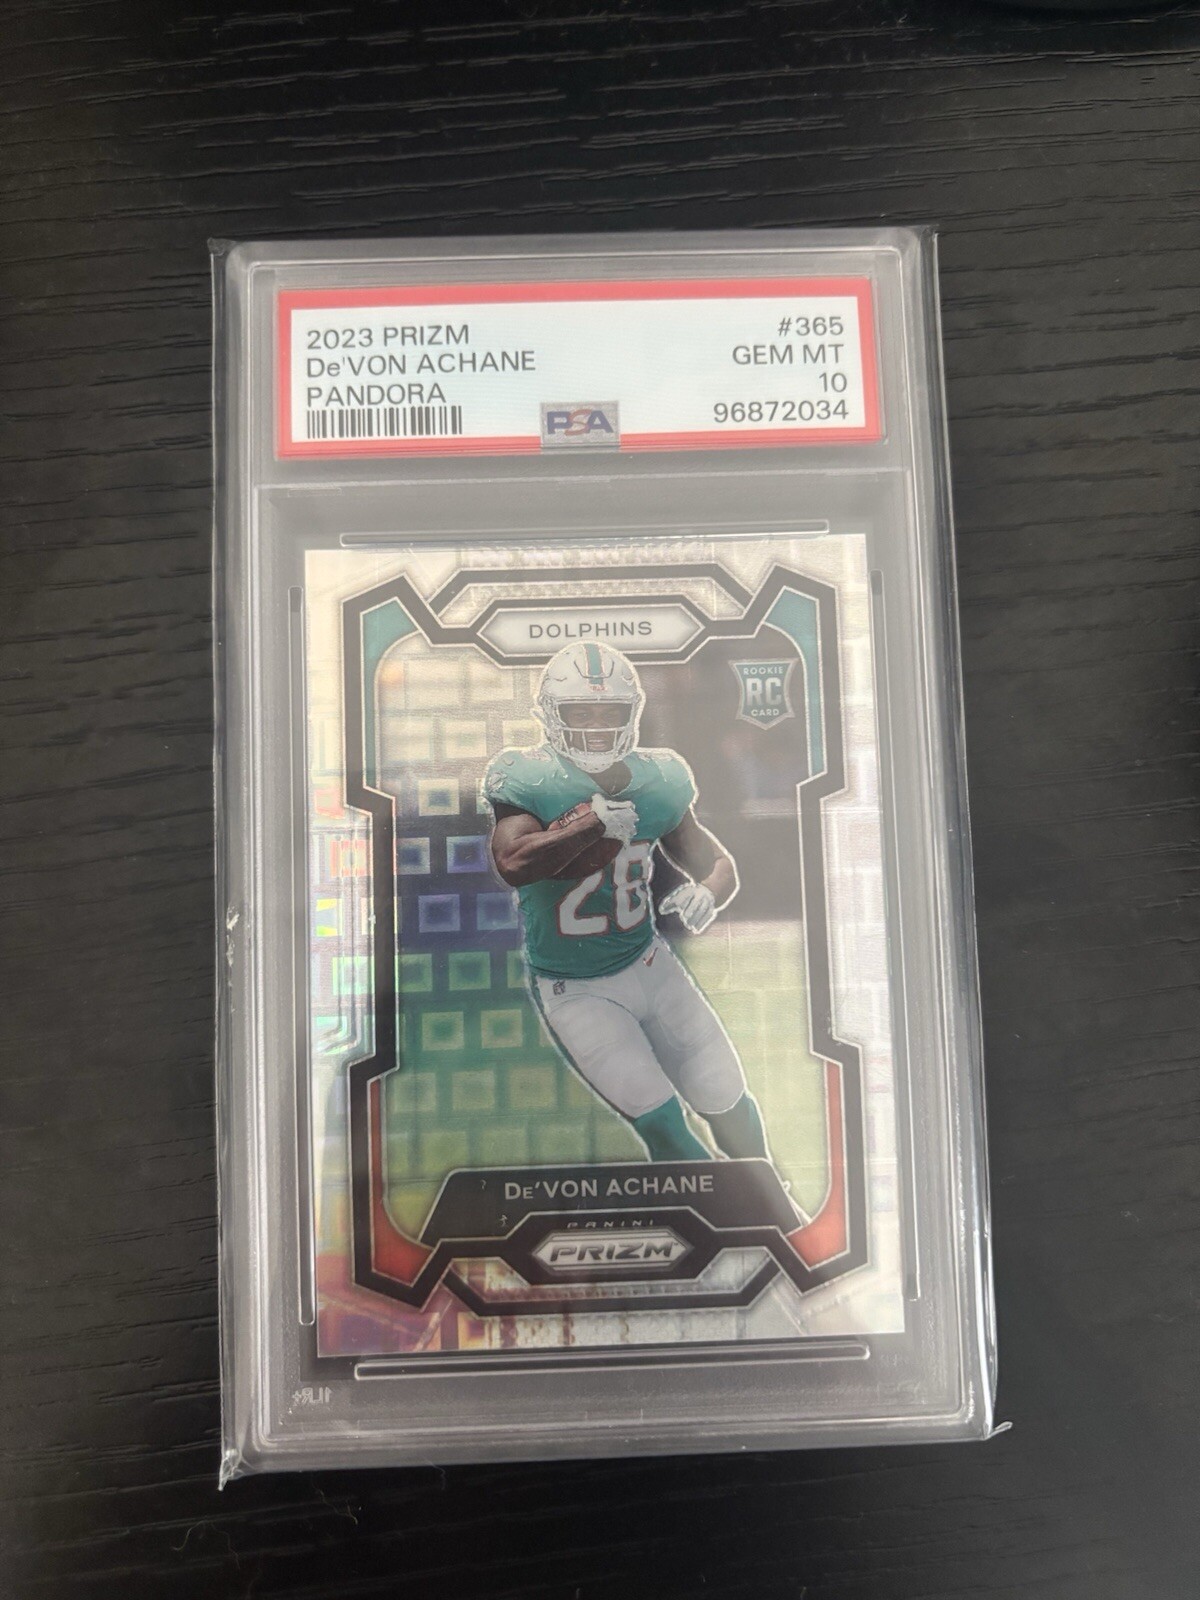 2023 PRIZM #365
De'VON ACHANE GEM MT
PANDORA 10
96872034
PSA
DOLPHINS
ROOKIE
RC
CARD
28
De'VON ACHANE
PANINI
PRIZM